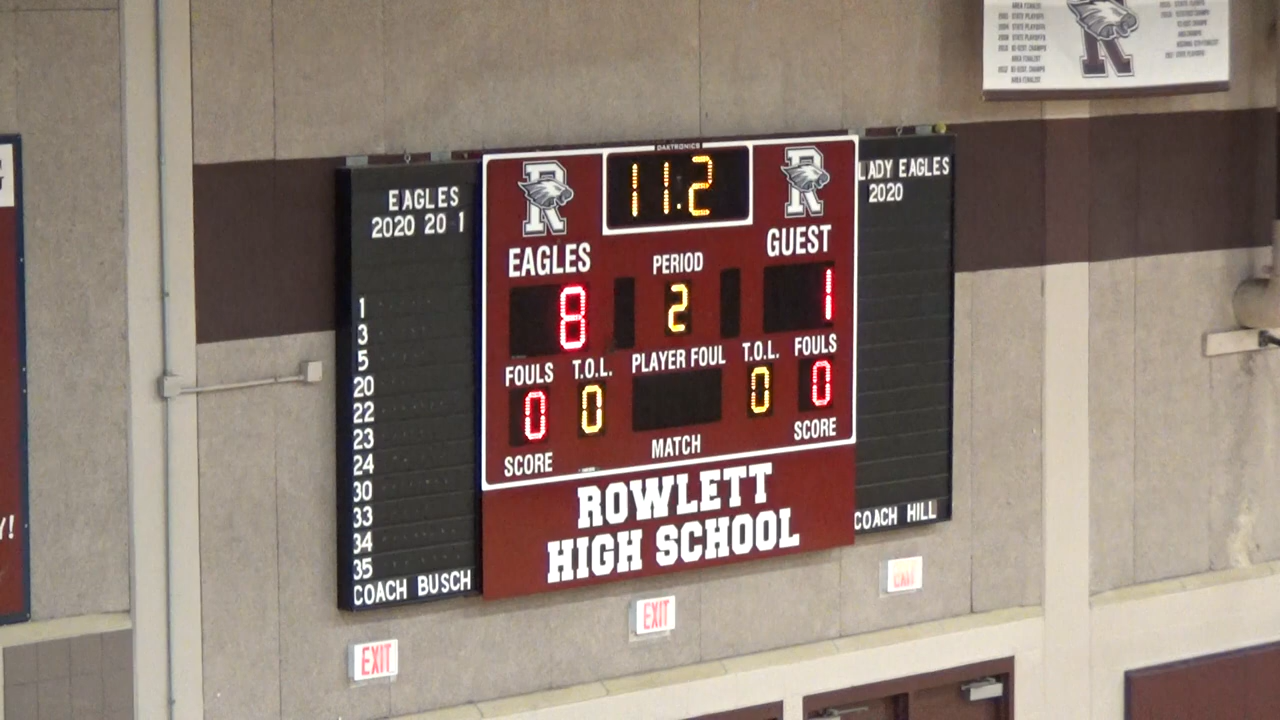 STATE PLAYOFFS
DAKTRONICS
EAGLES
2020 20 1
1
3
5
20
22
23
24
30
33
34
35
COACH BUSCH
R
11.2
R
EAGLES
GUEST
PERIOD
8
2
1
FOULS
T.O.L.
PLAYER FOUL
T.O.L.
FOULS
0
0
0
0
SCORE
MATCH
SCORE
ROWLETT
HIGH SCHOOL
LADY EAGLES
2020
COACH HILL
EXIT
EXIT
EXIT
Y!